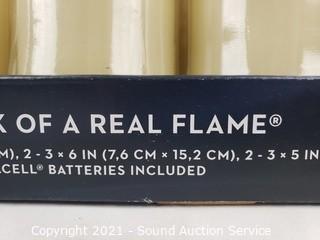 OF A REAL FLAME®
M), 2 - 3 × 6 IN (7,6 CM × 15,2 CM), 2 - 3 × 5 IN
CELL® BATTERIES INCLUDED
Copyright 2021 - Sound Auction Service